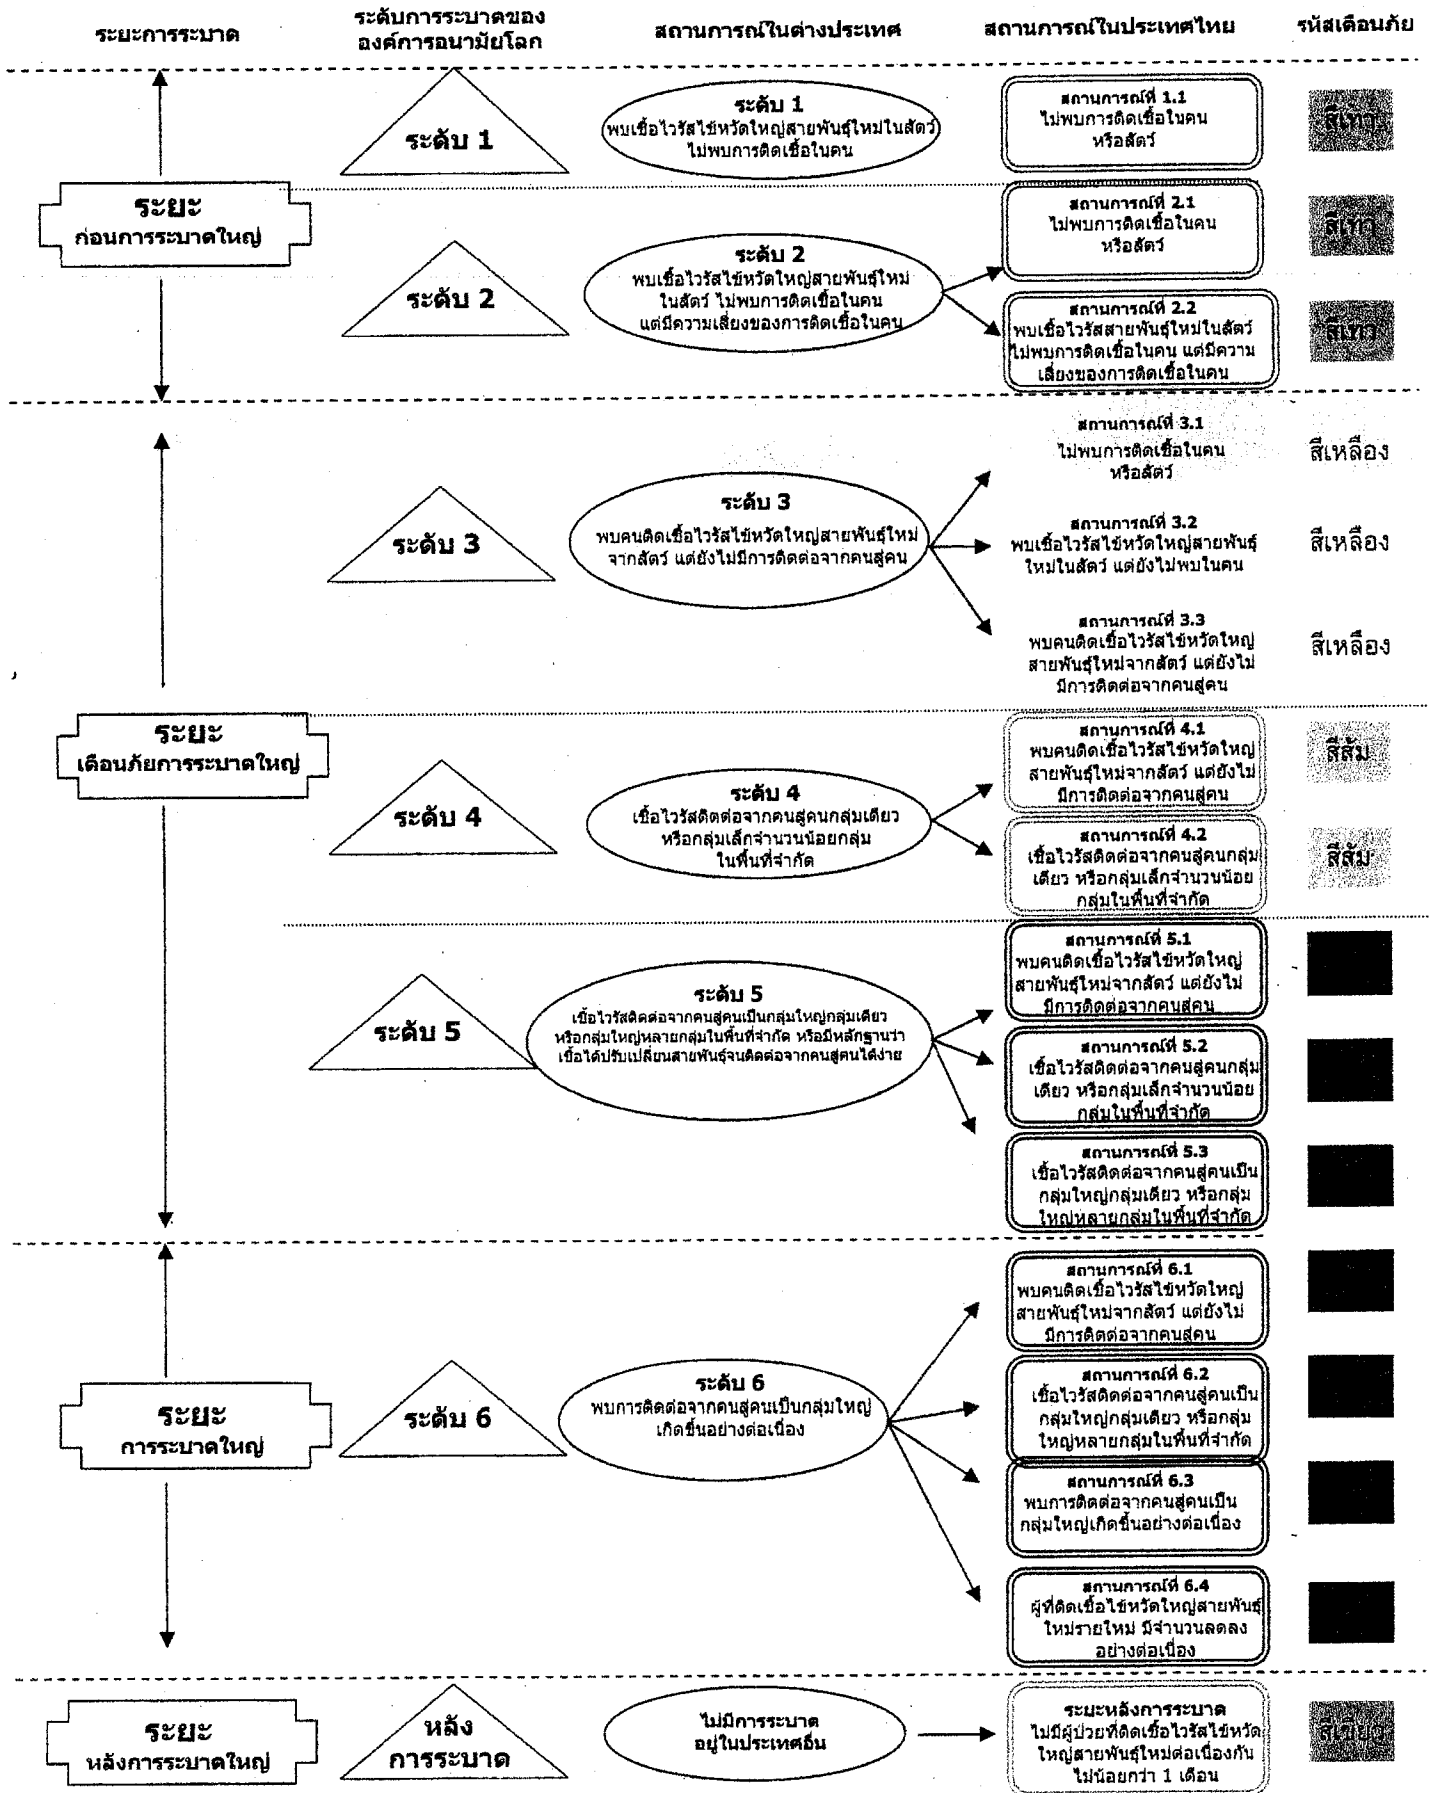 ระยะการระบาด
ระดับการระบาดของ
องค์การอนามัยโลก
สถานการณ์ในต่างประเทศ
สถานการณ์ในประเทศไทย
รหัสเตือนภัย
ระยะ
ก่อนการระบาดใหญ่
ระดับ 1
ระดับ 1
พบเชื้อไวรัสไข้หวัดใหญ่สายพันธุ์ใหม่ในสัตว์
ไม่พบการติดเชื้อในคน
สถานการณ์ที่ 1.1
ไม่พบการติดเชื้อในคน
หรือสัตว์
สีเทา
ระดับ 2
ระดับ 2
พบเชื้อไวรัสไข้หวัดใหญ่สายพันธุ์ใหม่
ในสัตว์ ไม่พบการติดเชื้อในคน
แต่มีความเสี่ยงของการติดเชื้อในคน
สถานการณ์ที่ 2.1
ไม่พบการติดเชื้อในคน
หรือสัตว์
สีเทา
สถานการณ์ที่ 2.2
พบเชื้อไวรัสสายพันธุ์ใหม่ในสัตว์
ไม่พบการติดเชื้อในคน แต่มีความ
เสี่ยงของการติดเชื้อในคน
สีเทา
ระยะ
เตือนภัยการระบาดใหญ่
ระดับ 3
ระดับ 3
พบคนติดเชื้อไวรัสไข้หวัดใหญ่สายพันธุ์ใหม่
จากสัตว์ แต่ยังไม่มีการติดต่อจากคนสู่คน
สถานการณ์ที่ 3.1
ไม่พบการติดเชื้อในคน
หรือสัตว์
สีเหลือง
สถานการณ์ที่ 3.2
พบเชื้อไวรัสไข้หวัดใหญ่สายพันธุ์
ใหม่ในสัตว์ แต่ยังไม่พบในคน
สีเหลือง
สถานการณ์ที่ 3.3
พบคนติดเชื้อไวรัสไข้หวัดใหญ่
สายพันธุ์ใหม่จากสัตว์ แต่ยังไม่
มีการติดต่อจากคนสู่คน
สีเหลือง
ระดับ 4
ระดับ 4
เชื้อไวรัสติดต่อจากคนสู่คนกลุ่มเดียว
หรือกลุ่มเล็กจำนวนน้อยกลุ่ม
ในพื้นที่จำกัด
สถานการณ์ที่ 4.1
พบคนติดเชื้อไวรัสไข้หวัดใหญ่
สายพันธุ์ใหม่จากสัตว์ แต่ยังไม่
มีการติดต่อจากคนสู่คน
สีส้ม
สถานการณ์ที่ 4.2
เชื้อไวรัสติดต่อจากคนสู่คนกลุ่ม
เดียว หรือกลุ่มเล็กจำนวนน้อย
กลุ่มในพื้นที่จำกัด
สีส้ม
ระดับ 5
ระดับ 5
เชื้อไวรัสติดต่อจากคนสู่คนเป็นกลุ่มใหญ่กลุ่มเดียว
หรือกลุ่มใหญ่หลายกลุ่มในพื้นที่จำกัด หรือมีหลักฐานว่า
เชื้อได้ปรับเปลี่ยนสายพันธุ์จนติดต่อจากคนสู่คนได้ง่าย
สถานการณ์ที่ 5.1
พบคนติดเชื้อไวรัสไข้หวัดใหญ่
สายพันธุ์ใหม่จากสัตว์ แต่ยังไม่
มีการติดต่อจากคนสู่คน
สถานการณ์ที่ 5.2
เชื้อไวรัสติดต่อจากคนสู่คนกลุ่ม
เดียว หรือกลุ่มเล็กจำนวนน้อย
กลุ่มในพื้นที่จำกัด
สถานการณ์ที่ 5.3
เชื้อไวรัสติดต่อจากคนสู่คนเป็น
กลุ่มใหญ่กลุ่มเดียว หรือกลุ่ม
ใหญ่หลายกลุ่มในพื้นที่จำกัด
ระยะ
การระบาดใหญ่
ระดับ 6
ระดับ 6
พบการติดต่อจากคนสู่คนเป็นกลุ่มใหญ่
เกิดขึ้นอย่างต่อเนื่อง
สถานการณ์ที่ 6.1
พบคนติดเชื้อไวรัสไข้หวัดใหญ่
สายพันธุ์ใหม่จากสัตว์ แต่ยังไม่
มีการติดต่อจากคนสู่คน
สถานการณ์ที่ 6.2
เชื้อไวรัสติดต่อจากคนสู่คนเป็น
กลุ่มใหญ่กลุ่มเดียว หรือกลุ่ม
ใหญ่หลายกลุ่มในพื้นที่จำกัด
สถานการณ์ที่ 6.3
พบการติดต่อจากคนสู่คนเป็น
กลุ่มใหญ่เกิดขึ้นอย่างต่อเนื่อง
สถานการณ์ที่ 6.4
ผู้ที่ติดเชื้อไข้หวัดใหญ่สายพันธุ์
ใหม่รายใหม่ มีจำนวนลดลง
อย่างต่อเนื่อง
ระยะ
หลังการระบาดใหญ่
หลัง
การระบาด
ไม่มีการระบาด
อยู่ในประเทศอื่น
ระยะหลังการระบาด
ไม่มีผู้ป่วยที่ติดเชื้อไวรัสไข้หวัด
ใหญ่สายพันธุ์ใหม่ต่อเนื่องกัน
ไม่น้อยกว่า 1 เดือน
สีเขียว